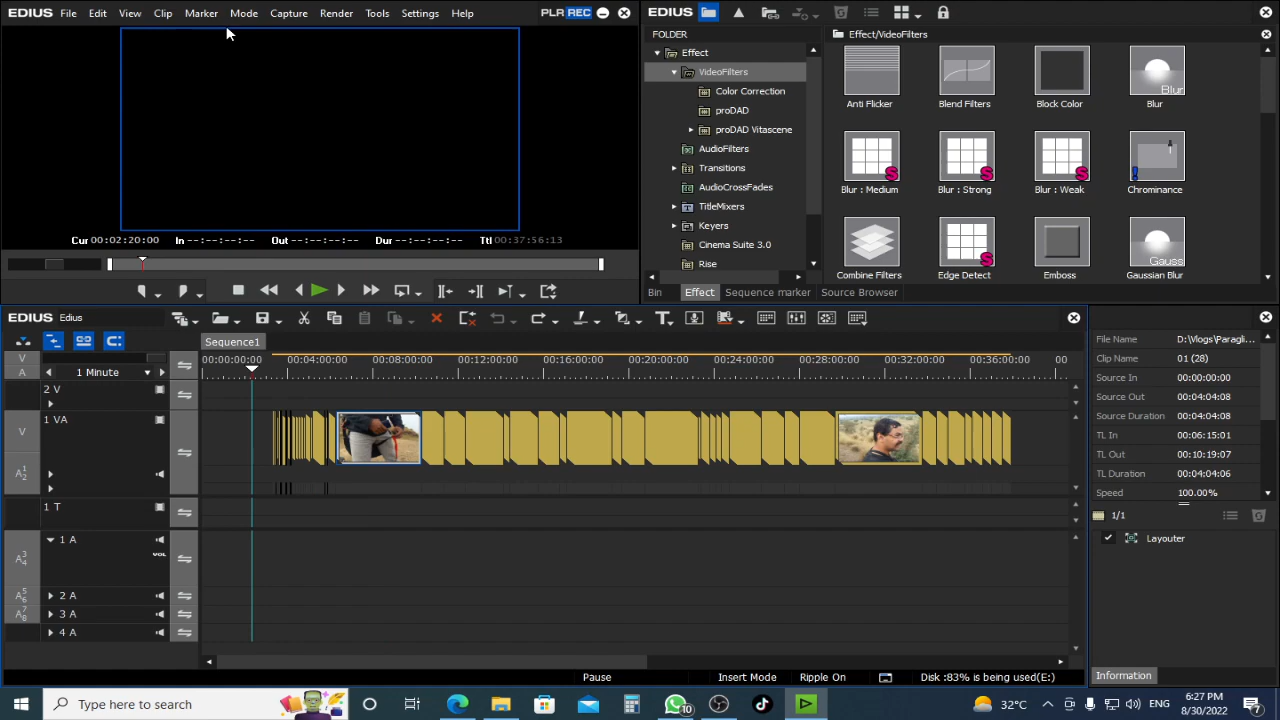 EDIUS File Edit View Clip Marker Mode Capture Render Tools Settings Help PLR REC
Cur 00:02:20:00 In --:--:--:-- Out --:--:--:-- Dur --:--:--:-- Ttl 00:37:56:13
EDIUS
FOLDER
Effect
VideoFilters
Color Correction
proDAD
proDAD Vitascene
AudioFilters
Transitions
AudioCrossFades
TitleMixers
Keyers
Cinema Suite 3.0
Rise
Effect/VideoFilters
Anti Flicker Blend Filters Block Color Blur
Blur : Medium Blur : Strong Blur : Weak Chrominance
Combine Filters Edge Detect Emboss Gaussian Blur
Bin Effect Sequence marker Source Browser
EDIUS Edius
Sequence1
V
A
1 Minute
00:00:00:00 00:04:00:00 00:08:00:00 00:12:00:00 00:16:00:00 00:20:00:00 00:24:00:00 00:28:00:00 00:32:00:00 00:36:00:00 00
2 V
1 VA
V
A 1 2
1 T
1 A
A 3 4
VOL
A 5 6 2 A
A 7 8 3 A
4 A
Pause Insert Mode Ripple On Disk :83% is being used(E:)
File Name D:\Vlogs\Paragli...
Clip Name 01 (28)
Source In 00:00:00:00
Source Out 00:04:04:08
Source Duration 00:04:04:08
TL In 00:06:15:01
TL Out 00:10:19:07
TL Duration 00:04:04:06
Speed 100.00%
1/1
Layouter
Information
Type here to search
10
32°C
ENG
6:27 PM
8/30/2022